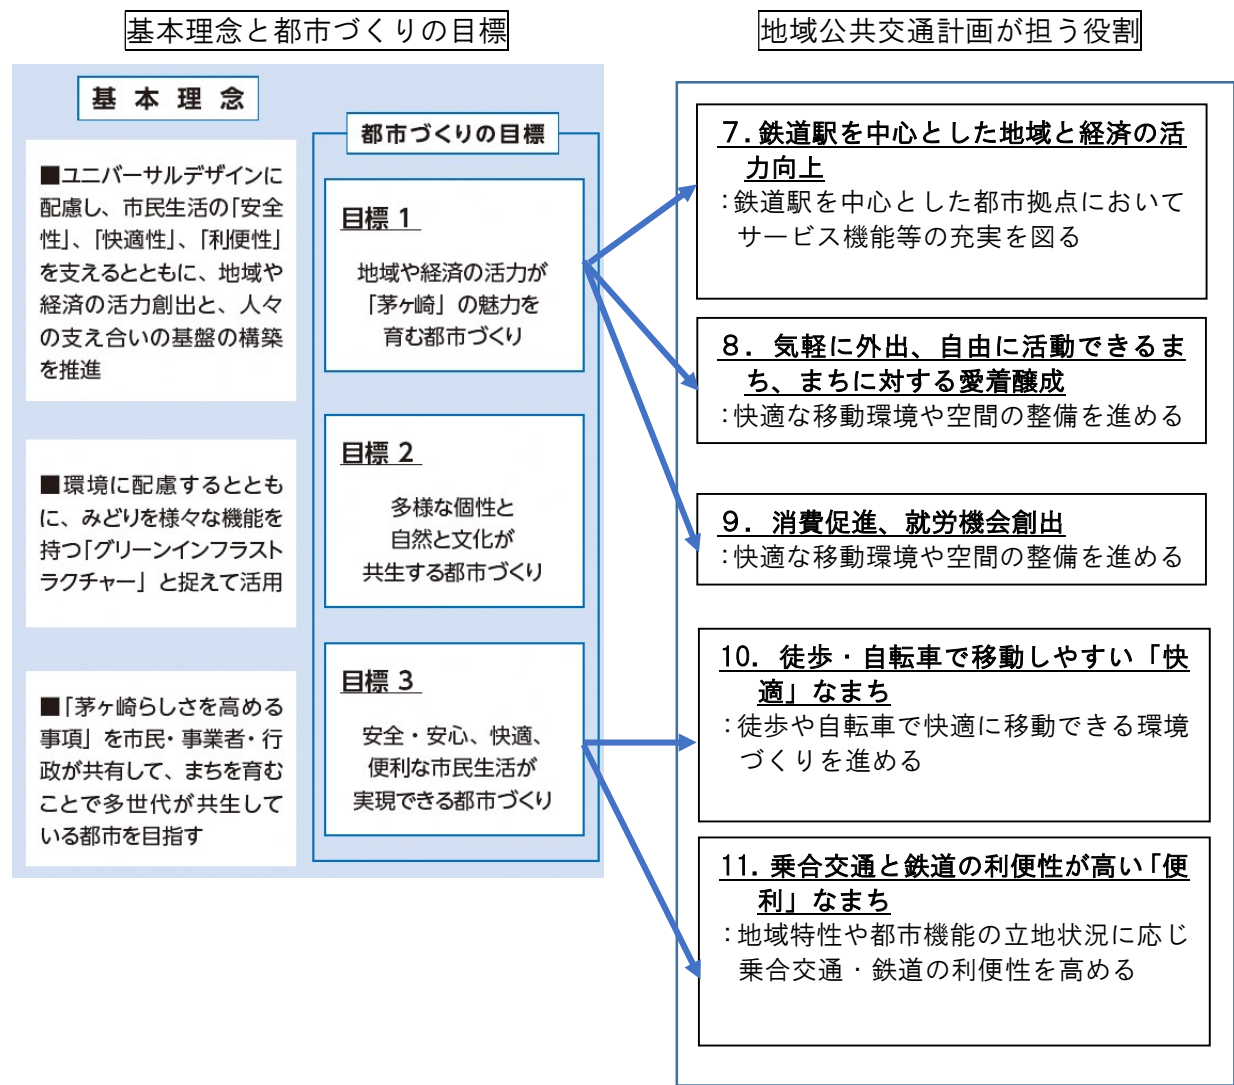 基本理念と都市づくりの目標
基本理念
■ユニバーサルデザインに
配慮し、市民生活の「安全
性」、「快適性」、「利便性」
を支えるとともに、地域や
経済の活力創出と、人々
の支え合いの基盤の構築
を推進
■環境に配慮するととも
に、みどりを様々な機能を
持つ「グリーンインフラスト
ラクチャー」と捉えて活用
■「茅ヶ崎らしさを高める
事項」を市民・事業者・行
政が共有して、まちを育む
ことで多世代が共生して
いる都市を目指す
都市づくりの目標
目標 1
地域や経済の活力が
「茅ヶ崎」の魅力を
育む都市づくり
目標 2
多様な個性と
自然と文化が
共生する都市づくり
目標 3
安全・安心、快適、
便利な市民生活が
実現できる都市づくり
地域公共交通計画が担う役割
７.鉄道駅を中心とした地域と経済の活
力向上
：鉄道駅を中心とした都市拠点において
サービス機能等の充実を図る
８．気軽に外出、自由に活動できるま
ち、まちに対する愛着醸成
：快適な移動環境や空間の整備を進める
９．消費促進、就労機会創出
：快適な移動環境や空間の整備を進める
10．徒歩・自転車で移動しやすい「快
適」なまち
：徒歩や自転車で快適に移動できる環境
づくりを進める
11．乗合交通と鉄道の利便性が高い「便
利」なまち
：地域特性や都市機能の立地状況に応じ
乗合交通・鉄道の利便性を高める